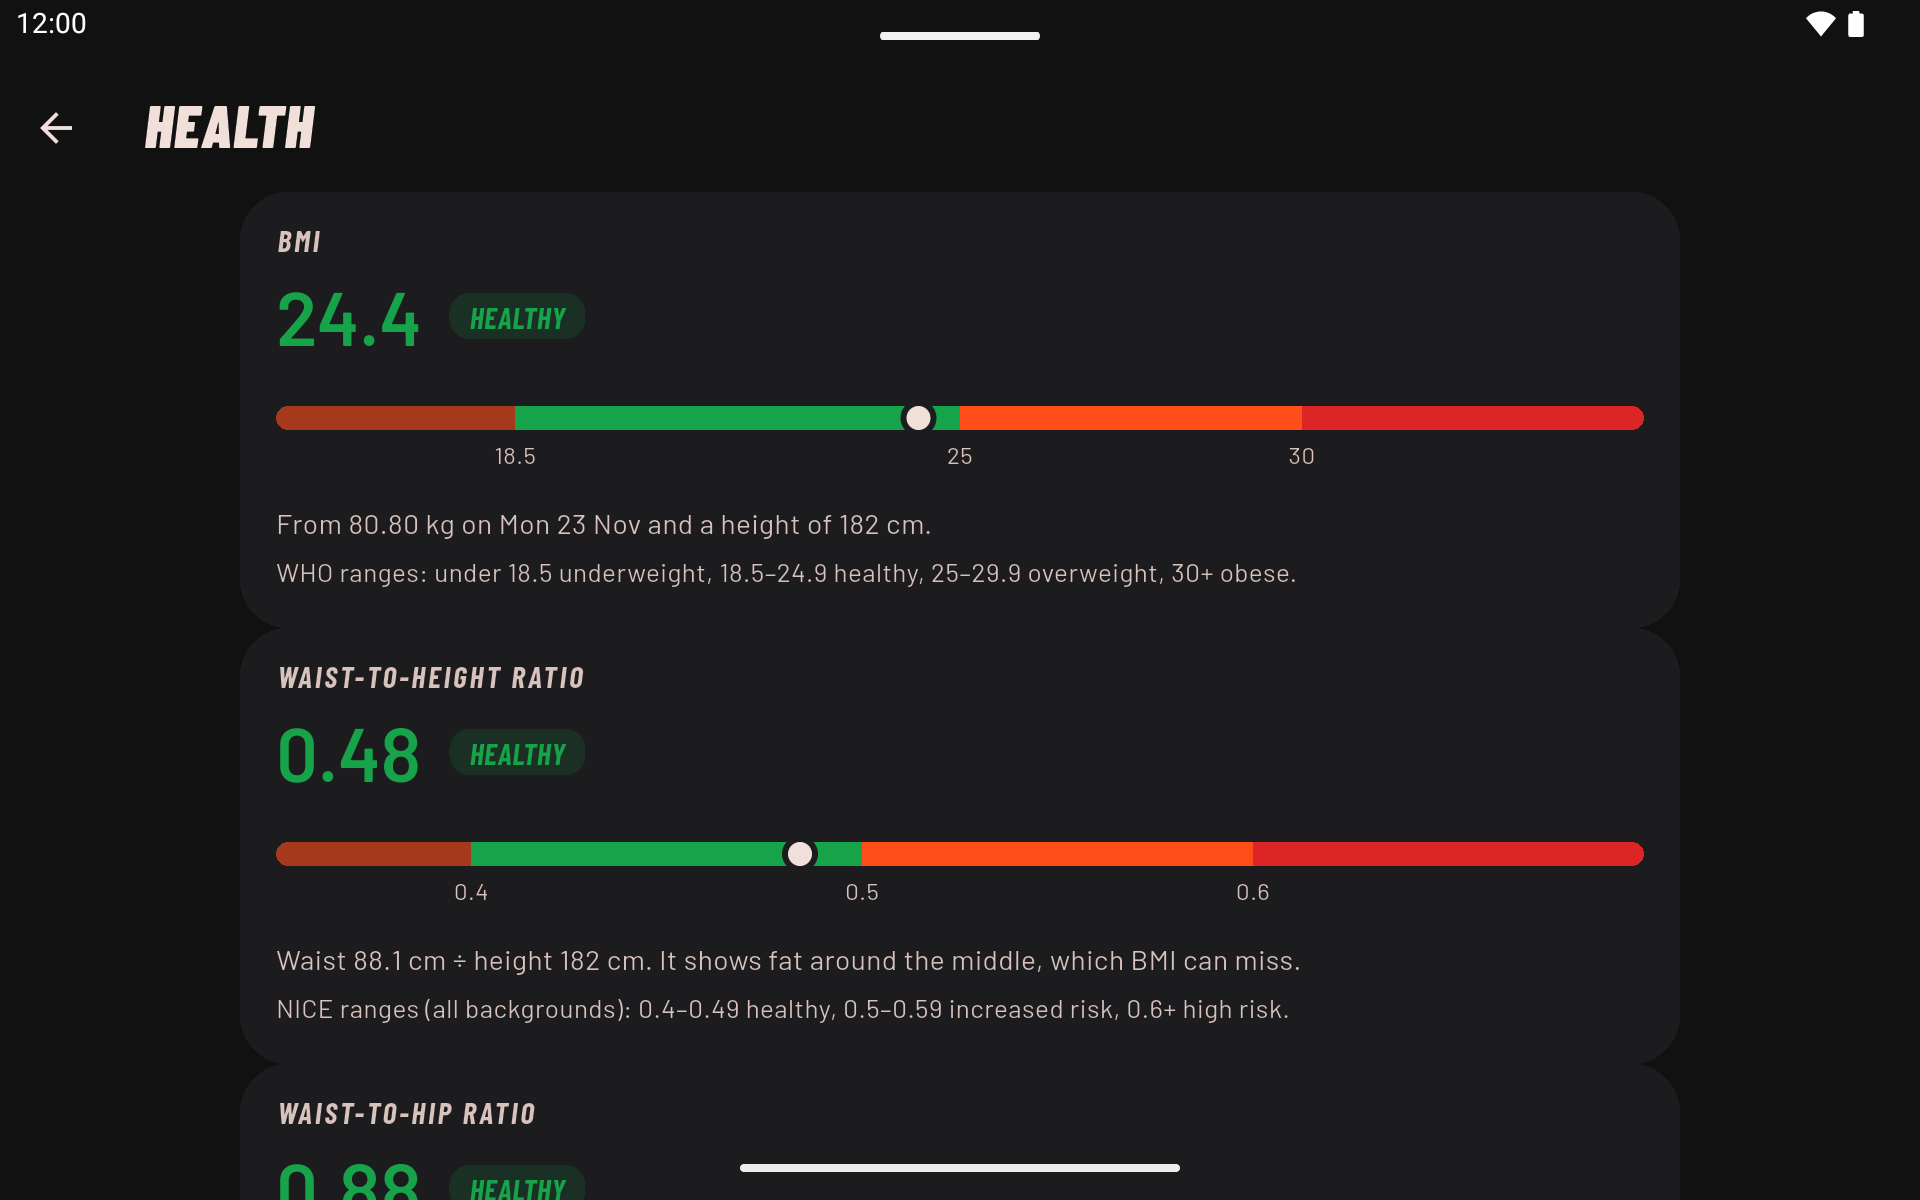 12:00
HEALTH
BMI
24.4 HEALTHY
18.5 25 30
From 80.80 kg on Mon 23 Nov and a height of 182 cm.
WHO ranges: under 18.5 underweight, 18.5–24.9 healthy, 25–29.9 overweight, 30+ obese.
WAIST-TO-HEIGHT RATIO
0.48 HEALTHY
0.4 0.5 0.6
Waist 88.1 cm ÷ height 182 cm. It shows fat around the middle, which BMI can miss.
NICE ranges (all backgrounds): 0.4–0.49 healthy, 0.5–0.59 increased risk, 0.6+ high risk.
WAIST-TO-HIP RATIO
0.88 HEALTHY